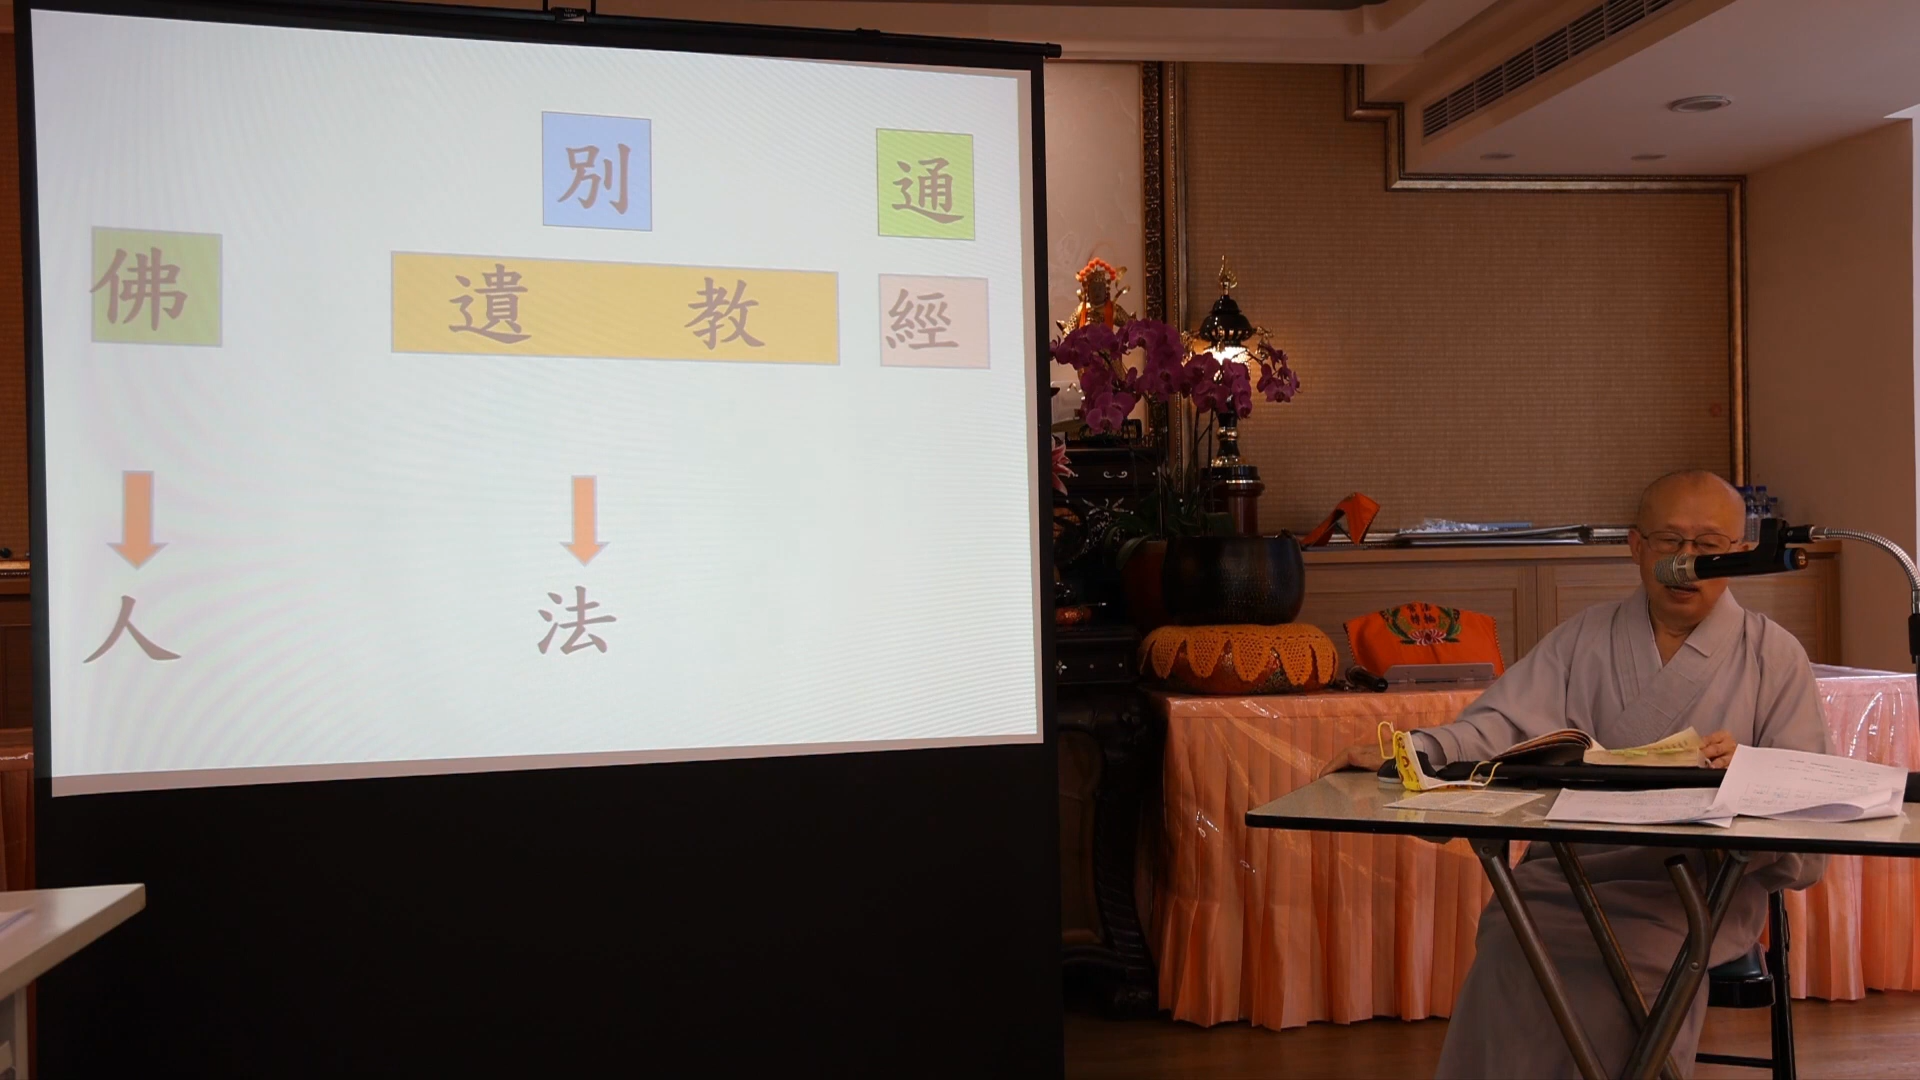 別 通
佛 遺 教 經
人 法